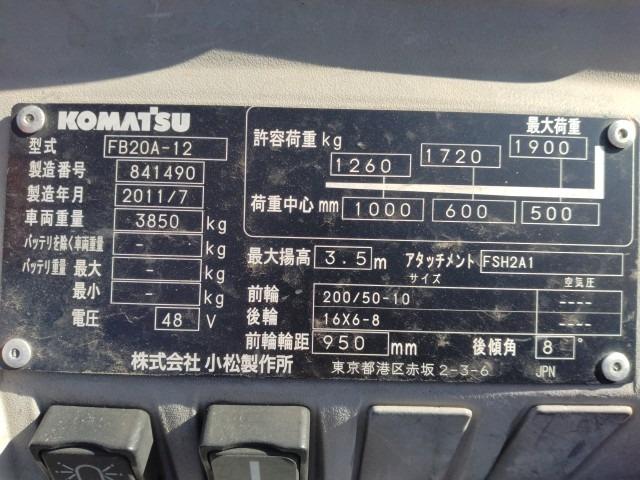 KOMATSU
型式 FB20A-12
製造番号 841490
製造年月 2011/7
車両重量 3850 kg
バッテリを除く車両重量 - kg
バッテリ重量 最大 - kg
最小 - kg
電圧 48 V
株式会社 小松製作所
許容荷重 kg
最大荷重
1260 1720 1900
荷重中心 mm 1000 600 500
最大揚高 3.5 m アタッチメント FSH2A1
サイズ 空気圧
前輪 200/50-10 ----
後輪 16X6-8 ----
前輪輪距 950 mm 後傾角 8°
東京都港区赤坂 2-3-6 JPN